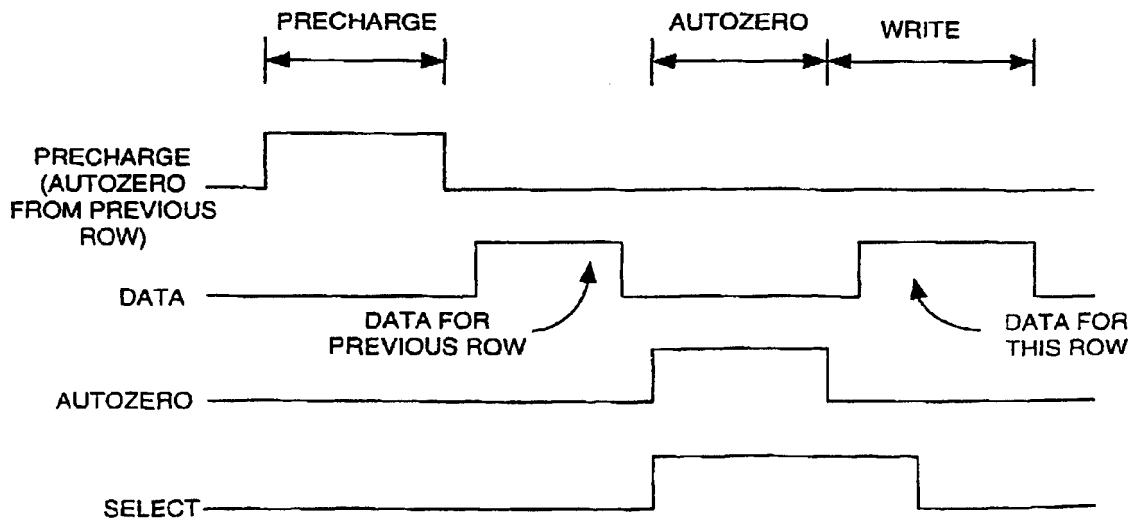 PRECHARGE
AUTOZERO
WRITE
PRECHARGE
(AUTOZERO
FROM PREVIOUS
ROW)
DATA
DATA FOR
PREVIOUS ROW
DATA FOR
THIS ROW
AUTOZERO
SELECT